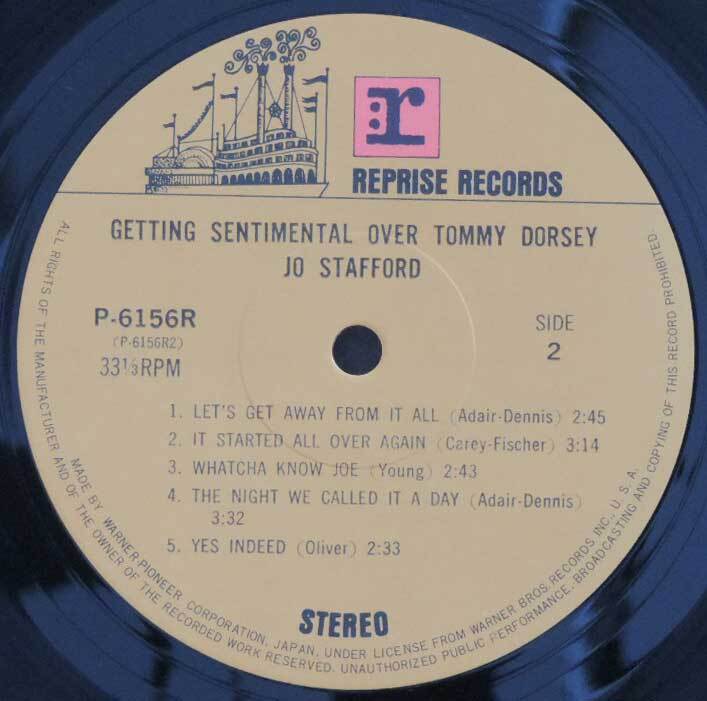 r
REPRISE RECORDS
GETTING SENTIMENTAL OVER TOMMY DORSEY
JO STAFFORD
P-6156R
(P-6156R2)
33⅓RPM
SIDE
2
1. LET'S GET AWAY FROM IT ALL (Adair-Dennis) 2:45
2. IT STARTED ALL OVER AGAIN (Carey-Fischer) 3:14
3. WHATCHA KNOW JOE (Young) 2:43
4. THE NIGHT WE CALLED IT A DAY (Adair-Dennis)
3:32
5. YES INDEED (Oliver) 2:33
STEREO
MADE BY WARNER-PIONEER CORPORATION, JAPAN, UNDER LICENSE FROM WARNER BROS. RECORDS INC., U. S. A.
ALL RIGHTS OF THE MANUFACTURER AND OF THE OWNER OF THE RECORDED WORK RESERVED. UNAUTHORIZED PUBLIC PERFORMANCE, BROADCASTING AND COPYING OF THIS RECORD PROHIBITED.